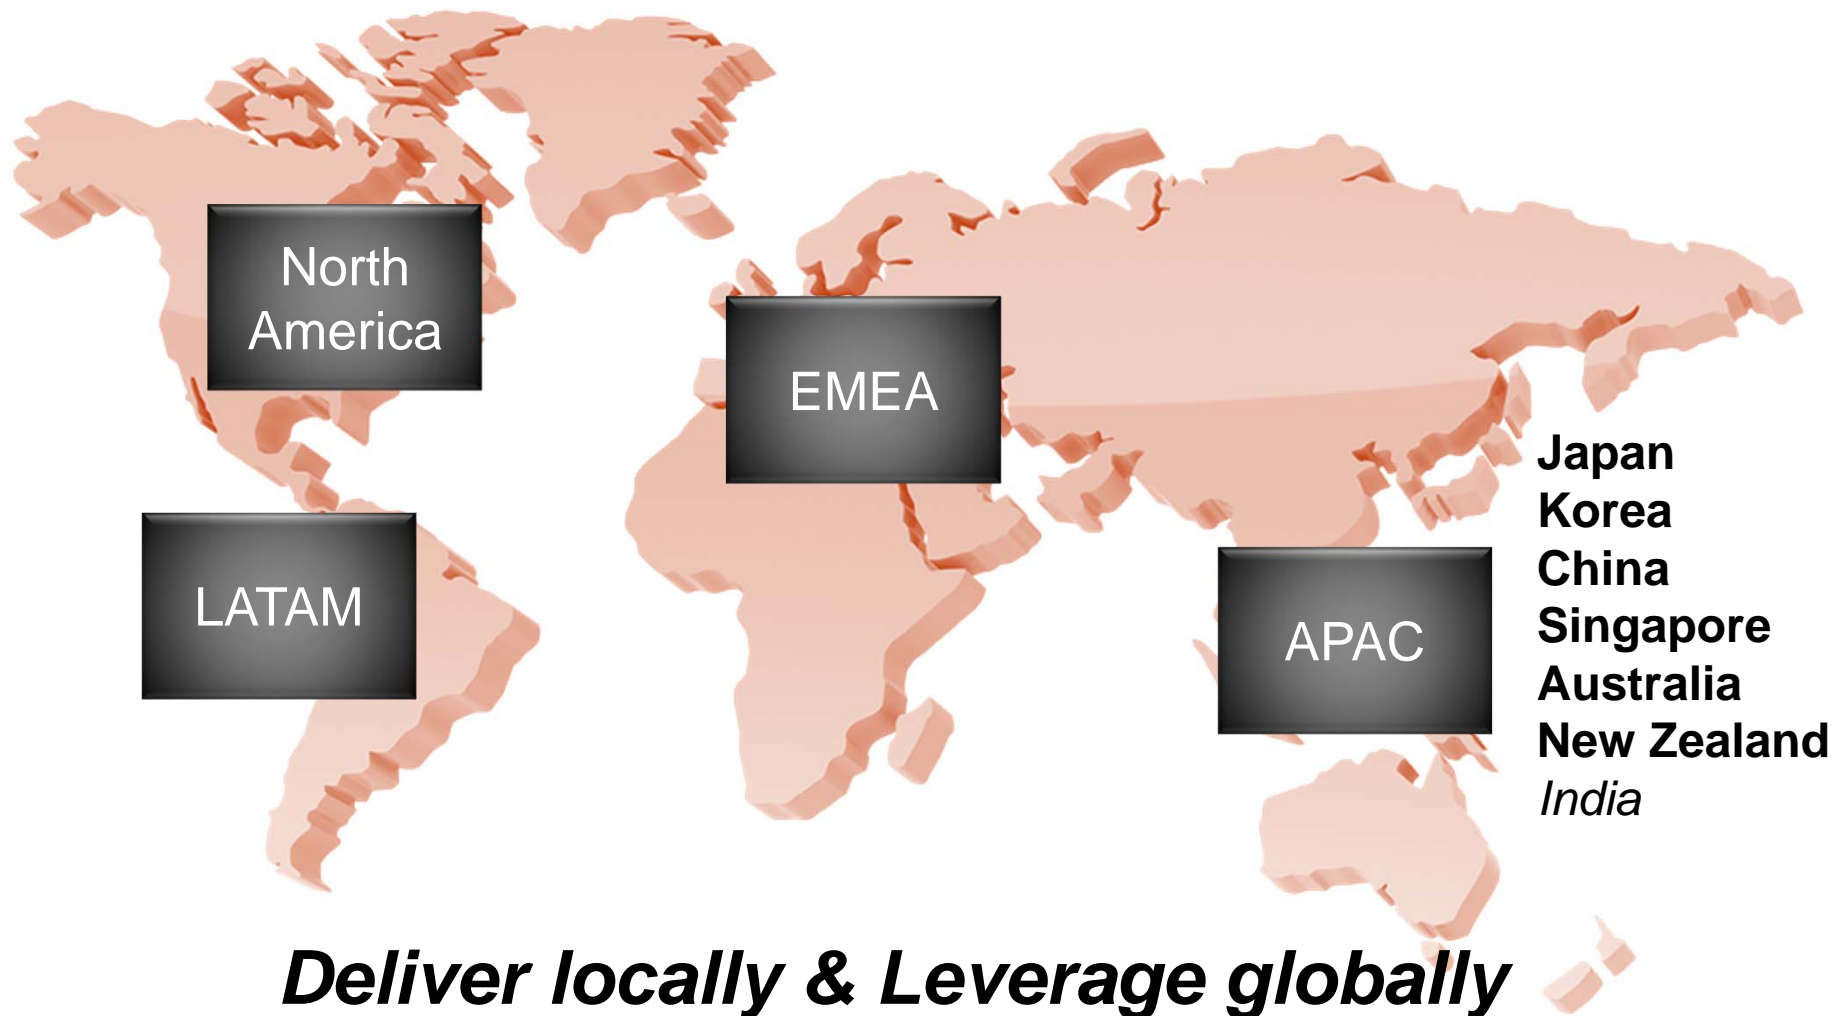 North
America
EMEA
LATAM
APAC
Japan
Korea
China
Singapore
Australia
New Zealand
India
Deliver locally & Leverage globally